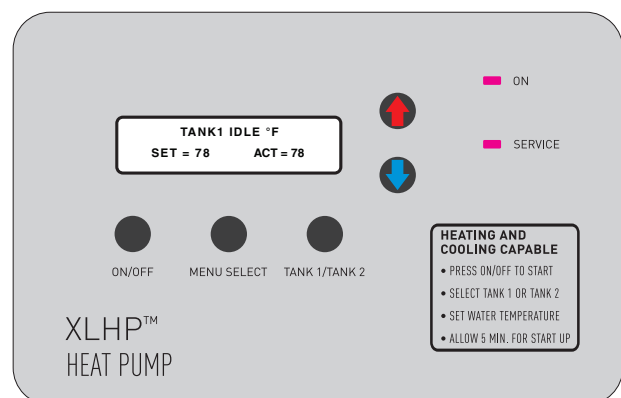 TANK1 IDLE °F
SET = 78 ACT = 78
ON
SERVICE
ON/OFF MENU SELECT TANK 1/TANK 2
HEATING AND
COOLING CAPABLE
• PRESS ON/OFF TO START
• SELECT TANK 1 OR TANK 2
• SET WATER TEMPERATURE
• ALLOW 5 MIN. FOR START UP
XLHP™
HEAT PUMP